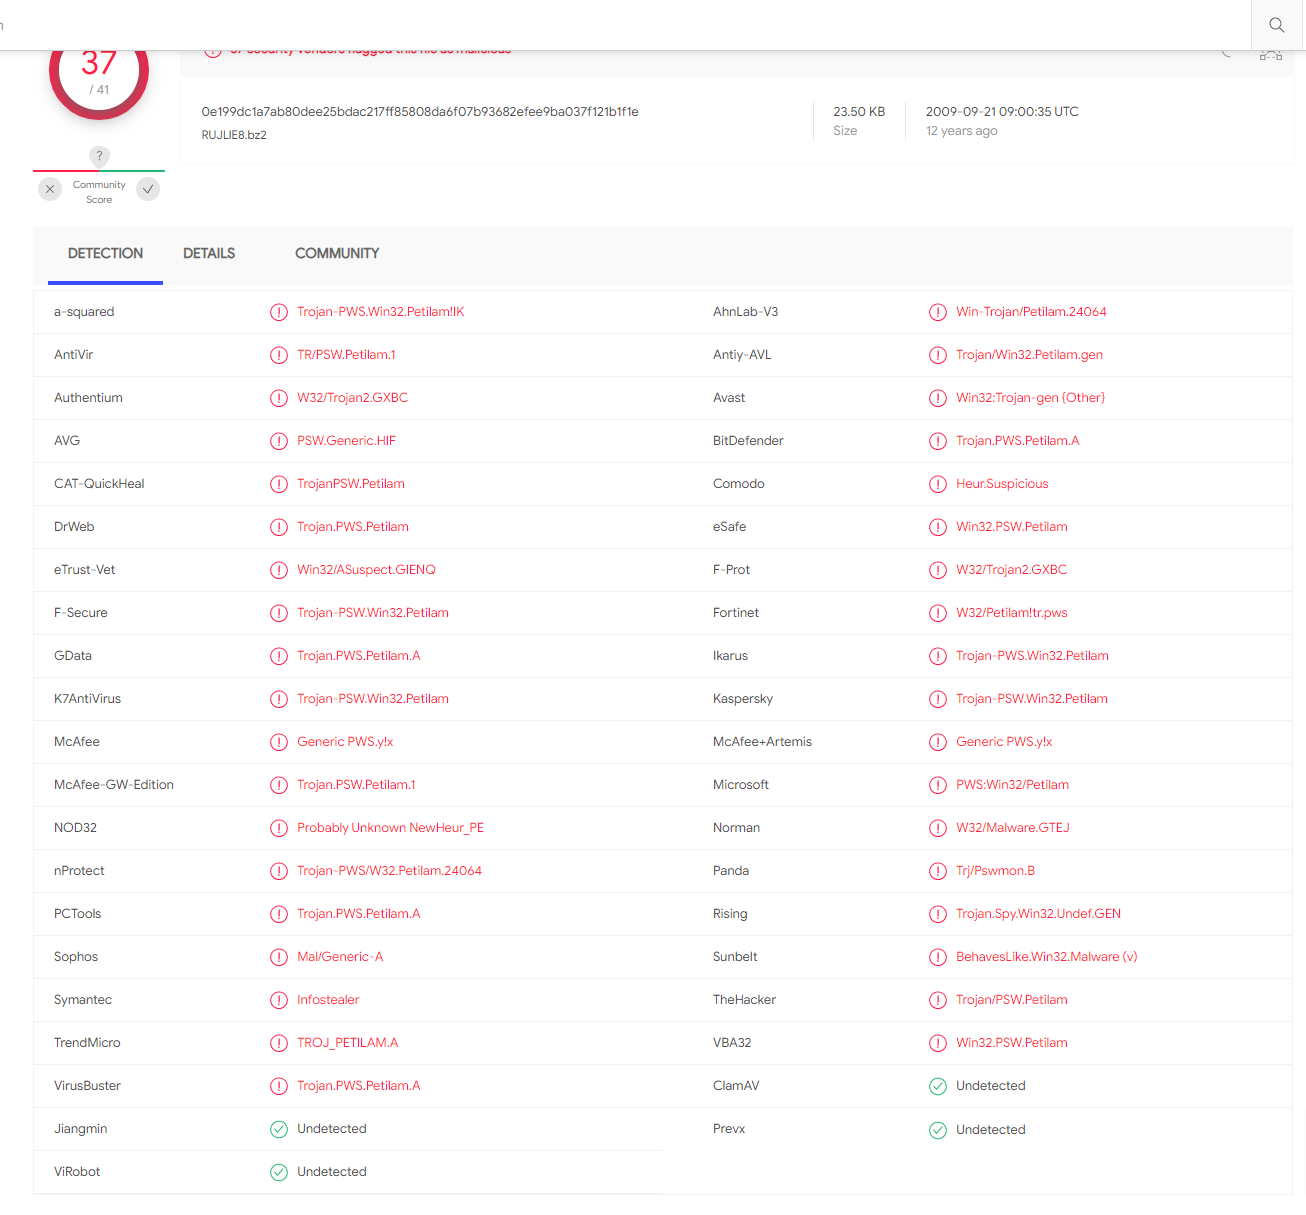 37
/ 41
37 security vendors flagged this file as malicious
0e199dc1a7ab80dee25bdac217ff85808da6f07b93682efee9ba037f121b1f1e
RUJLIE8.bz2
23.50 KB
Size
2009-09-21 09:00:35 UTC
12 years ago
?
Community
Score
DETECTION DETAILS COMMUNITY
a-squared Trojan-PWS.Win32.Petilam!IK AhnLab-V3 Win-Trojan/Petilam.24064
AntiVir TR/PSW.Petilam.1 Antiy-AVL Trojan/Win32.Petilam.gen
Authentium W32/Trojan2.GXBC Avast Win32:Trojan-gen {Other}
AVG PSW.Generic.HIF BitDefender Trojan.PWS.Petilam.A
CAT-QuickHeal TrojanPSW.Petilam Comodo Heur.Suspicious
DrWeb Trojan.PWS.Petilam eSafe Win32.PSW.Petilam
eTrust-Vet Win32/ASuspect.GIENQ F-Prot W32/Trojan2.GXBC
F-Secure Trojan-PSW.Win32.Petilam Fortinet W32/Petilam!tr.pws
GData Trojan.PWS.Petilam.A Ikarus Trojan-PWS.Win32.Petilam
K7AntiVirus Trojan-PSW.Win32.Petilam Kaspersky Trojan-PSW.Win32.Petilam
McAfee Generic PWS.y!x McAfee+Artemis Generic PWS.y!x
McAfee-GW-Edition Trojan.PSW.Petilam.1 Microsoft PWS:Win32/Petilam
NOD32 Probably Unknown NewHeur_PE Norman W32/Malware.GTEJ
nProtect Trojan-PWS/W32.Petilam.24064 Panda Trj/Pswmon.B
PCTools Trojan.PWS.Petilam.A Rising Trojan.Spy.Win32.Undef.GEN
Sophos Mal/Generic-A Sunbelt BehavesLike.Win32.Malware (v)
Symantec Infostealer TheHacker Trojan/PSW.Petilam
TrendMicro TROJ_PETILAM.A VBA32 Win32.PSW.Petilam
VirusBuster Trojan.PWS.Petilam.A ClamAV Undetected
Jiangmin Undetected Prevx Undetected
ViRobot Undetected